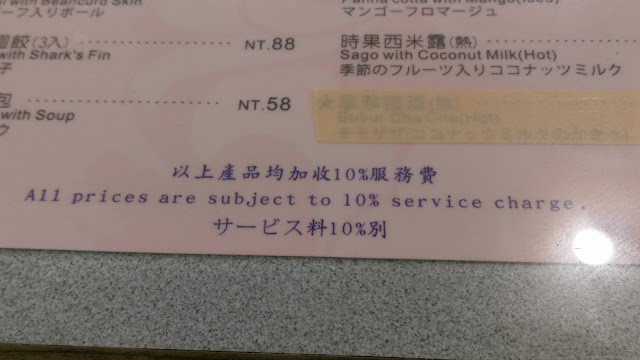 with Beancurd Skin
ーフ入りボール
餃(3入) NT.88
with Shark's Fin
子
包 NT.58
with Soup
ウ
Panna Cotta with Mango(Iced)
マンゴーフロマージュ
時果西米露(熱)
Sago with Coconut Milk(Hot)
季節のフルーツ入りココナッツミルク
★
Bubur Cha Cha(Hot)
以上產品均加收10%服務費
All prices are subject to 10% service charge.
サービス料10%別